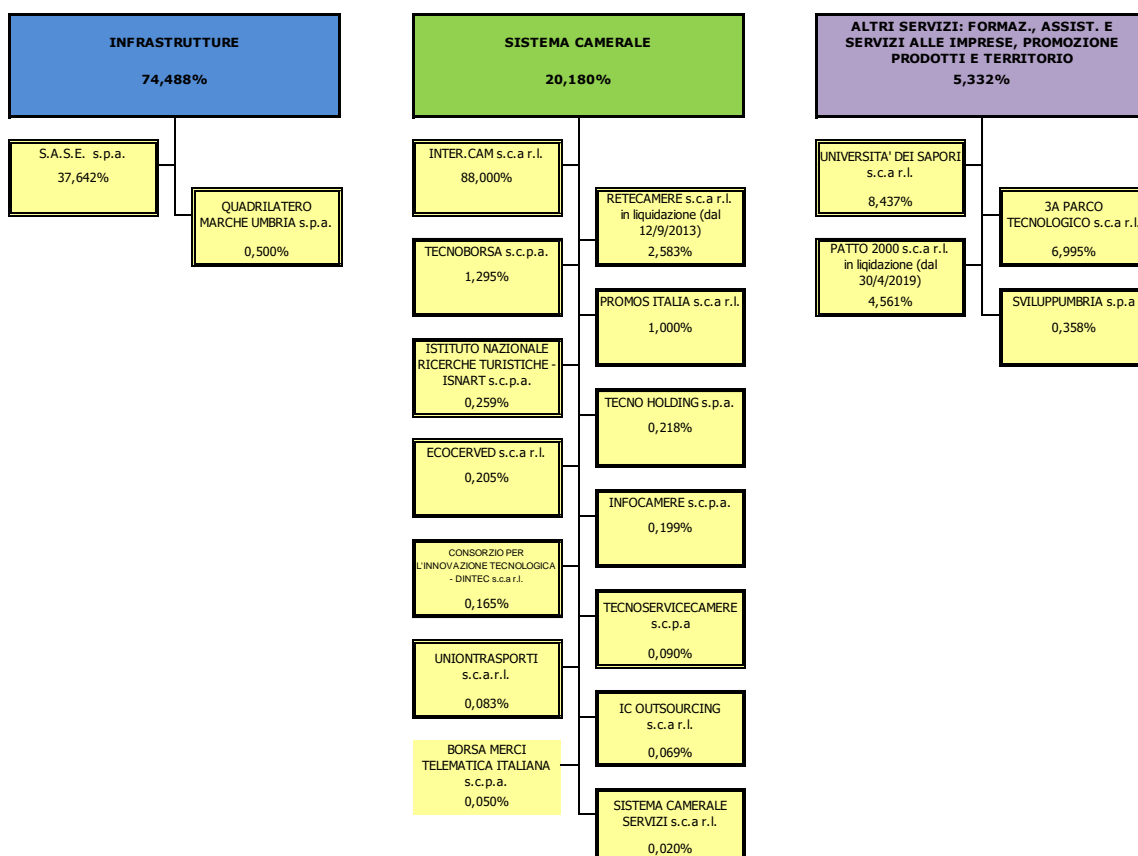 INFRASTRUTTURE
74,488%
S.A.S.E. s.p.a.
37,642%
QUADRILATERO
MARCHE UMBRIA s.p.a.
0,500%
SISTEMA CAMERALE
20,180%
INTER.CAM s.c.a r.l.
88,000%
RETECAMERE s.c.a r.l.
in liquidazione (dal
12/9/2013)
2,583%
TECNOBORSA s.c.p.a.
1,295%
PROMOS ITALIA s.c.a r.l.
1,000%
ISTITUTO NAZIONALE
RICERCHE TURISTICHE -
ISNART s.c.p.a.
0,259%
TECNO HOLDING s.p.a.
0,218%
ECOCERVED s.c.a r.l.
0,205%
INFOCAMERE s.c.p.a.
0,199%
CONSORZIO PER
L'INNOVAZIONE TECNOLOGICA
- DINTEC s.c.a r.l.
0,165%
TECNOSERVICECAMERE
s.c.p.a
0,090%
UNIONTRASPORTI
s.c.a.r.l.
0,083%
IC OUTSOURCING
s.c.a r.l.
0,069%
BORSA MERCI
TELEMATICA ITALIANA
s.c.p.a.
0,050%
SISTEMA CAMERALE
SERVIZI s.c.a r.l.
0,020%
ALTRI SERVIZI: FORMAZ., ASSIST. E
SERVIZI ALLE IMPRESE, PROMOZIONE
PRODOTTI E TERRITORIO
5,332%
UNIVERSITA' DEI SAPORI
s.c.a r.l.
8,437%
3A PARCO
TECNOLOGICO s.c.a r.l.
6,995%
PATTO 2000 s.c.a r.l.
in liqidazione (dal
30/4/2019)
4,561%
SVILUPPUMBRIA s.p.a
0,358%